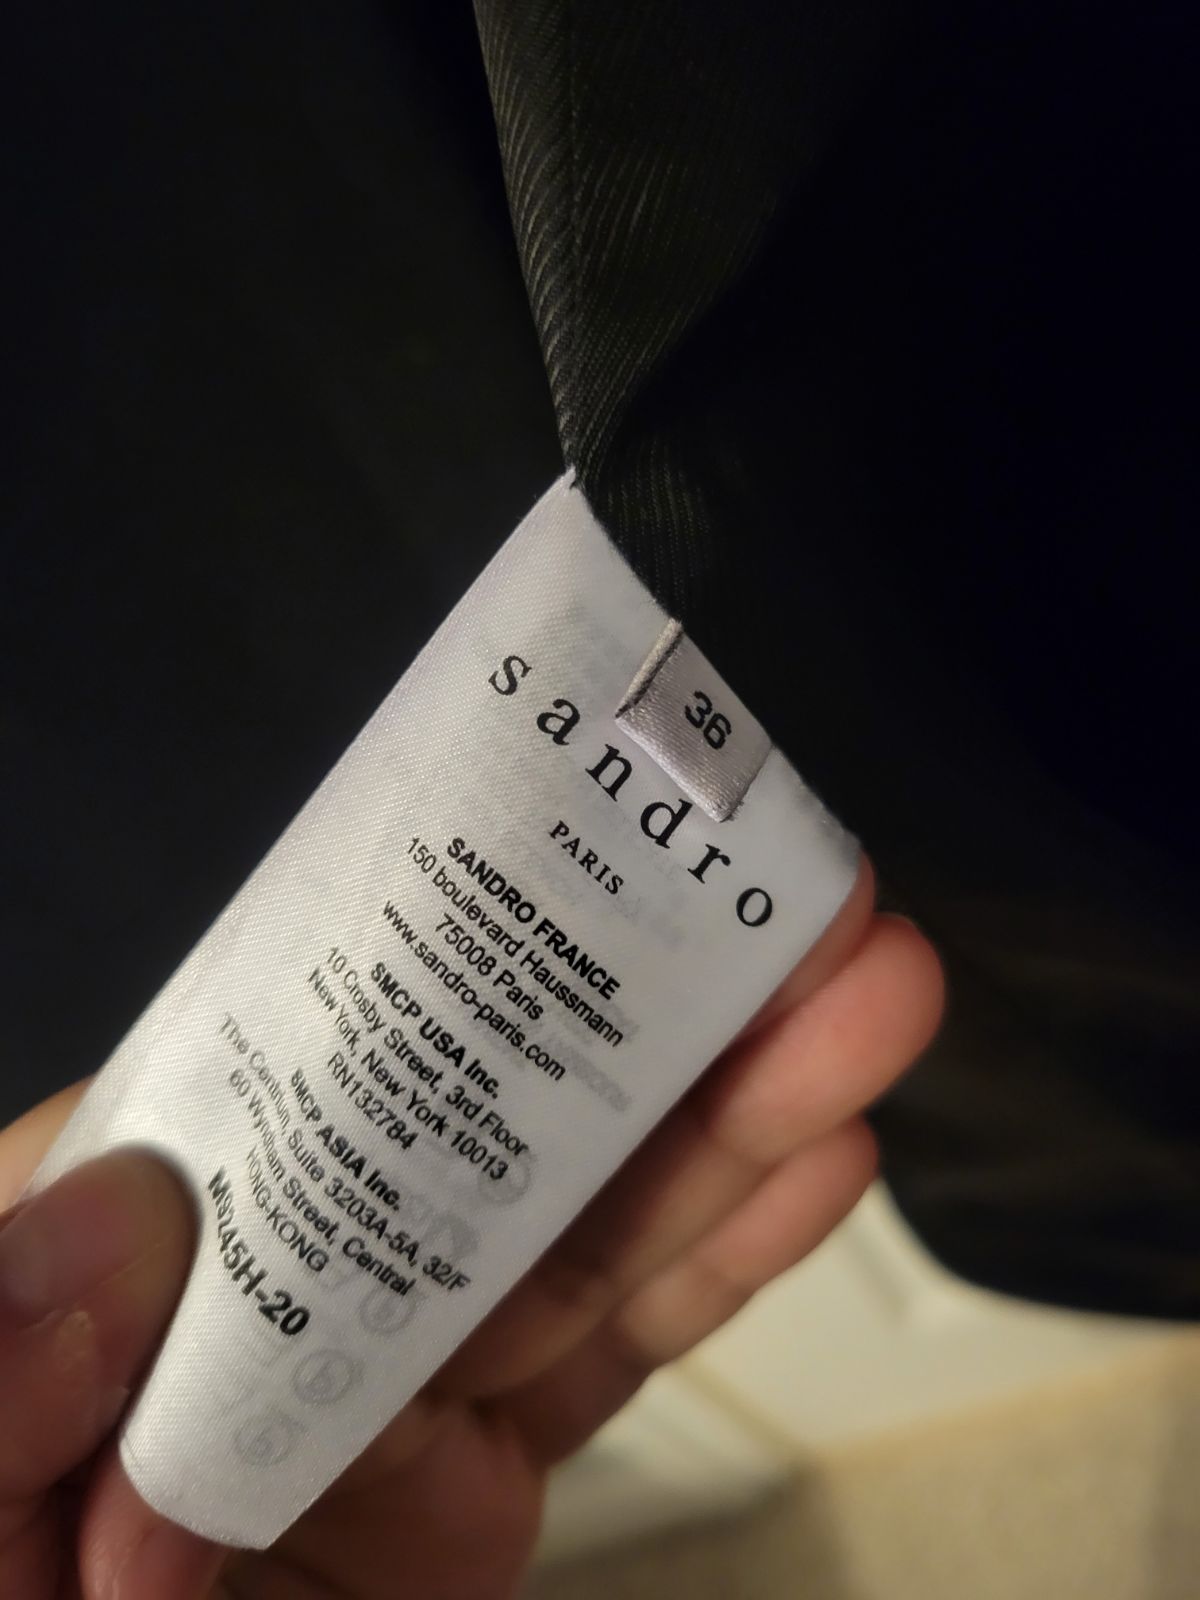 36
sandro
PARIS
SANDRO FRANCE
150 boulevard Haussmann
75008 Paris
www.sandro-paris.com
SMCP USA Inc.
10 Crosby Street, 3rd Floor
New York, New York 10013
RN132784
SMCP ASIA Inc.
The Centrium, Suite 3203A-5A, 32/F
60 Wyndham Street, Central
HONG-KONG